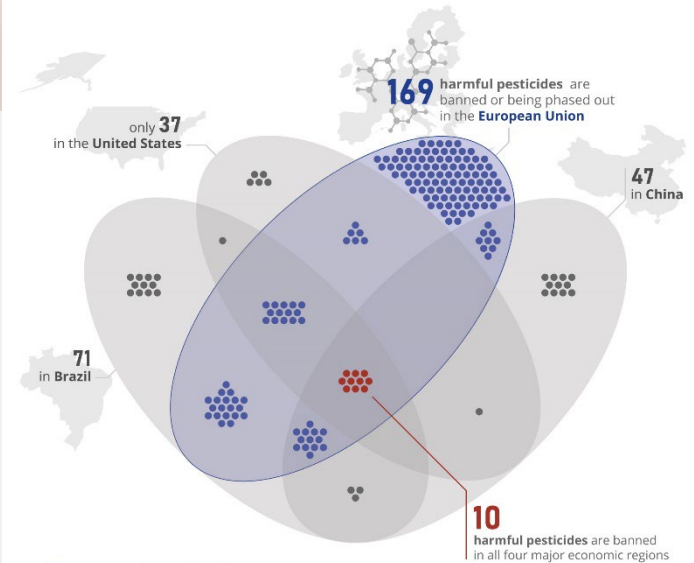 169 harmful pesticides are
banned or being phased out
in the European Union
only 37
in the United States
47
in China
71
in Brazil
10
harmful pesticides are banned
in all four major economic regions